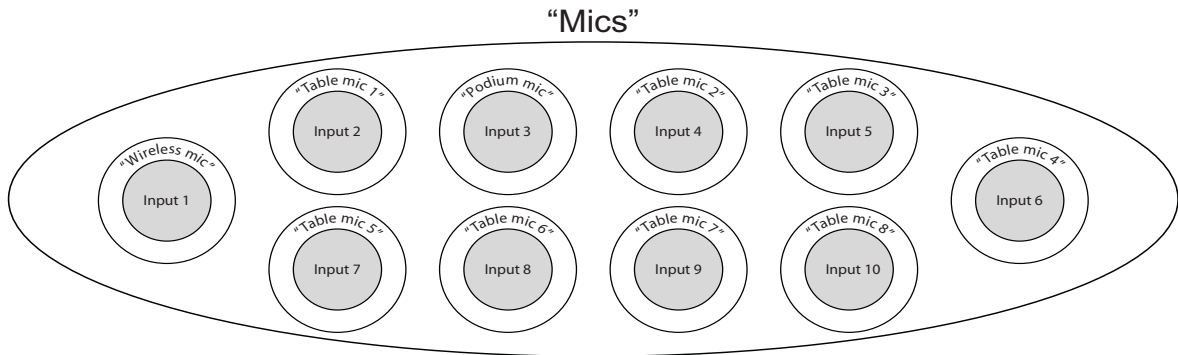 “Mics”
“Table mic 1”
“Podium mic”
“Table mic 2”
“Table mic 3”
Input 2
Input 3
Input 4
Input 5
“Wireless mic”
“Table mic 4”
Input 1
Input 6
“Table mic 5”
“Table mic 6”
“Table mic 7”
“Table mic 8”
Input 7
Input 8
Input 9
Input 10